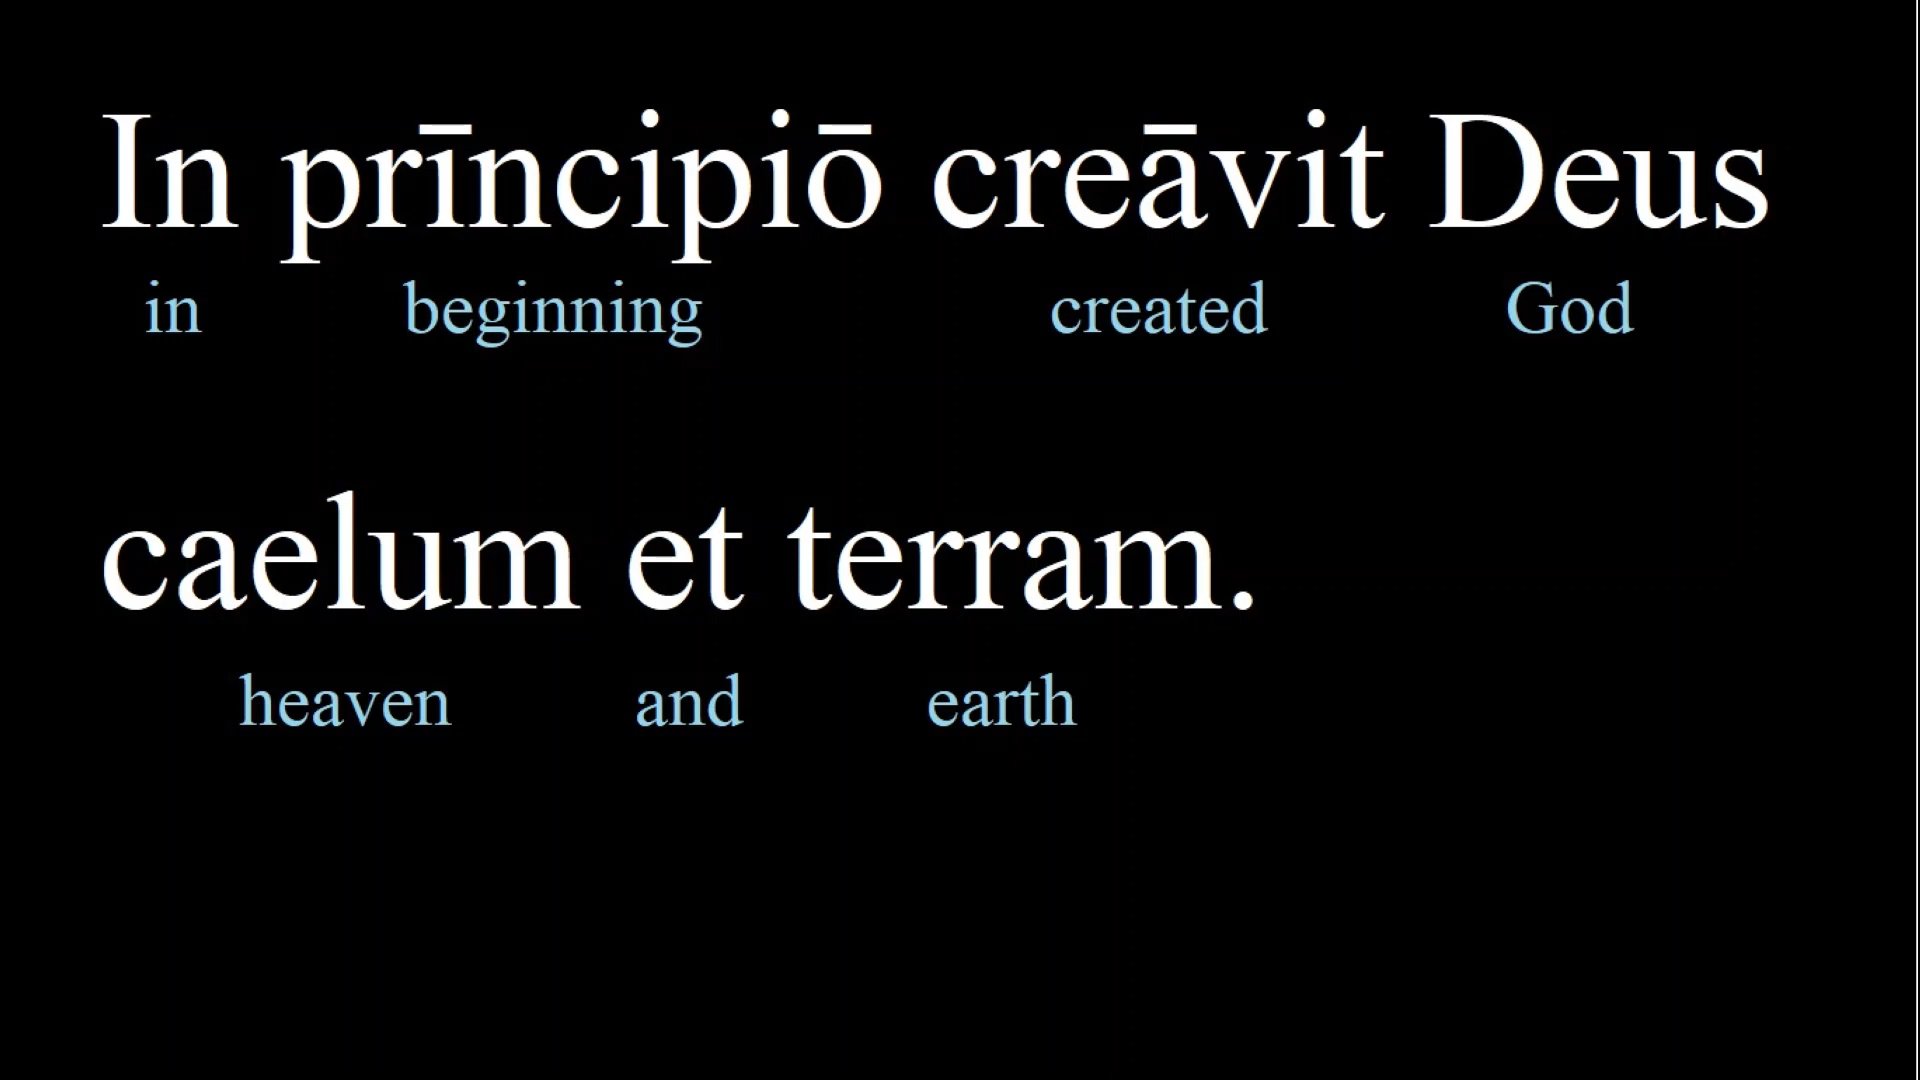 In prīncipiō creāvit Deus
in beginning created God
caelum et terram.
heaven and earth